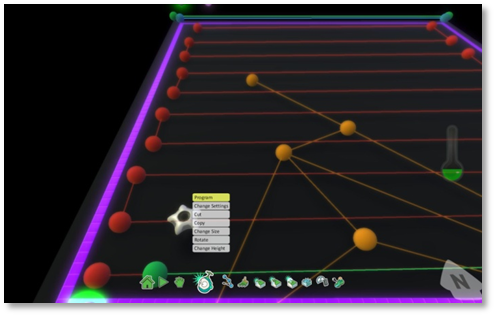 Program
Change Settings
Cut
Copy
Change Size
Rotate
Change Height
N